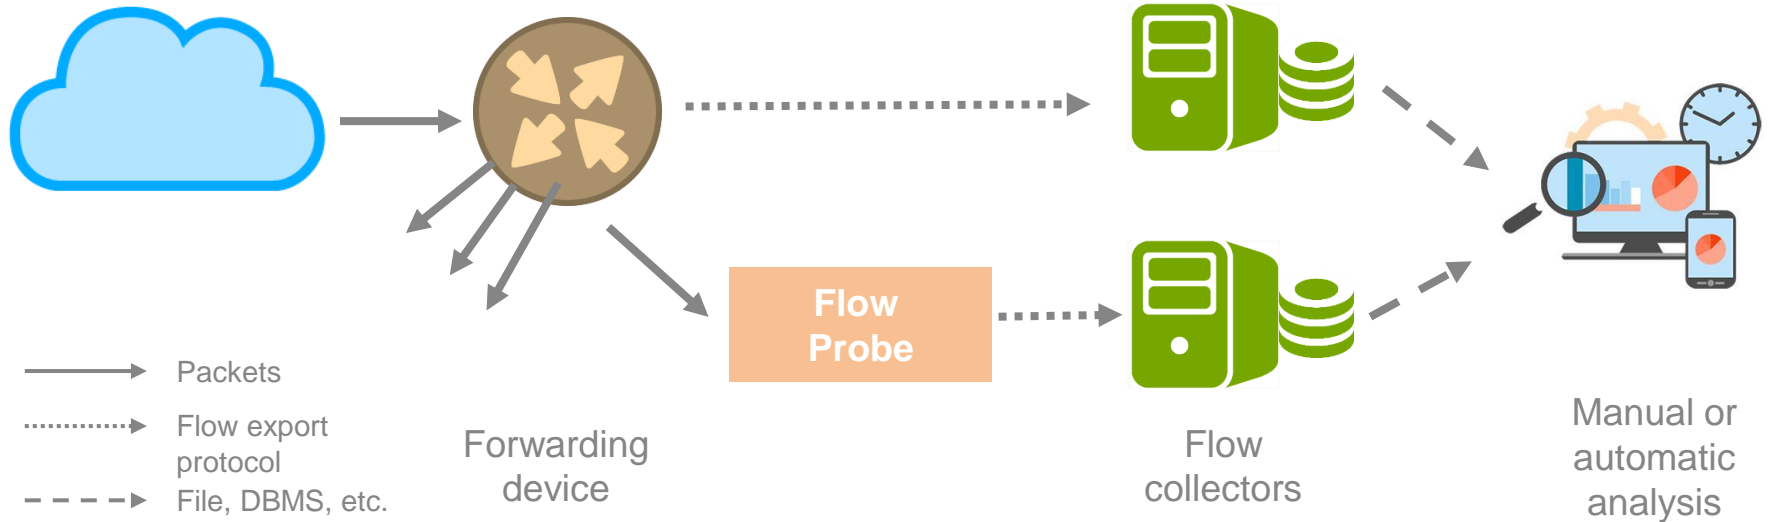 Flow
Probe
Packets
Flow export
protocol
File, DBMS, etc.
Forwarding
device
Flow
collectors
Manual or
automatic
analysis